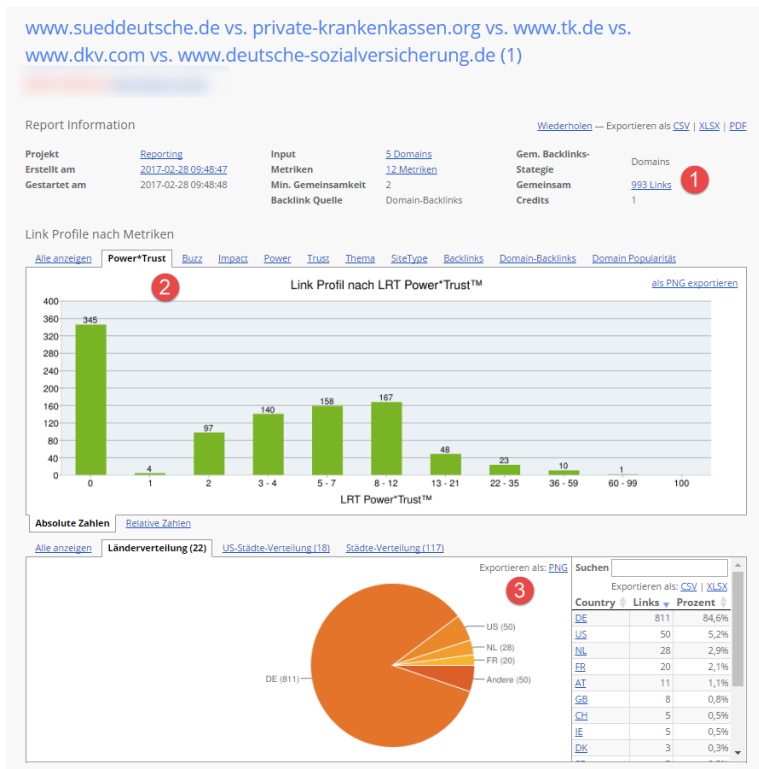 www.sueddeutsche.de vs. private-krankenkassen.org vs. www.tk.de vs.
www.dkv.com vs. www.deutsche-sozialversicherung.de (1)
Report Information
Wiederholen — Exportieren als CSV | XLSX | PDF
Projekt Reporting Input 5 Domains Gem. Backlinks-Stategie Domains
Erstellt am 2017-02-28 09:48:47 Metriken 12 Metriken
Gestartet am 2017-02-28 09:48:48 Min. Gemeinsamkeit 2 Gemeinsam 993 Links 1
Backlink Quelle Domain-Backlinks Credits 1
Link Profile nach Metriken
Alle anzeigen Power*Trust Buzz Impact Power Trust Thema SiteType Backlinks Domain-Backlinks Domain Popularität
2
Link Profil nach LRT Power*Trust™
als PNG exportieren
400
360
320
280
240
200
160
120
80
40
0
345 4 97 140 158 167 48 23 10 1
0 1 2 3 - 4 5 - 7 8 - 12 13 - 21 22 - 35 36 - 59 60 - 99 100
LRT Power*Trust™
Absolute Zahlen Relative Zahlen
Alle anzeigen Länderverteilung (22) US-Städte-Verteilung (18) Städte-Verteilung (117)
Exportieren als: PNG
3
US (50)
NL (28)
FR (20)
DE (811)
Andere (50)
Suchen
Exportieren als: CSV | XLSX
Country Links Prozent
DE 811 84,6%
US 50 5,2%
NL 28 2,9%
FR 20 2,1%
AT 11 1,1%
GB 8 0,8%
CH 5 0,5%
IE 5 0,5%
DK 3 0,3%